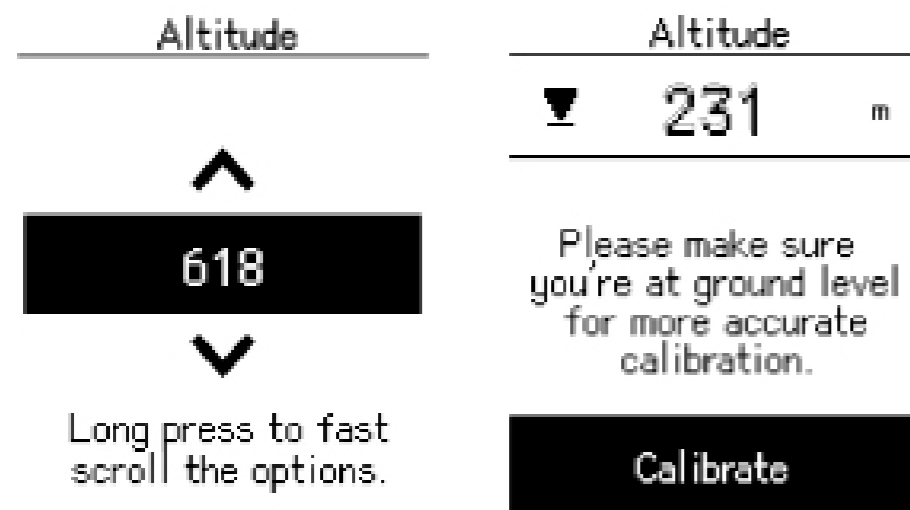 Altitude
618
Long press to fast
scroll the options.
Altitude
231 m
Please make sure
you're at ground level
for more accurate
calibration.
Calibrate